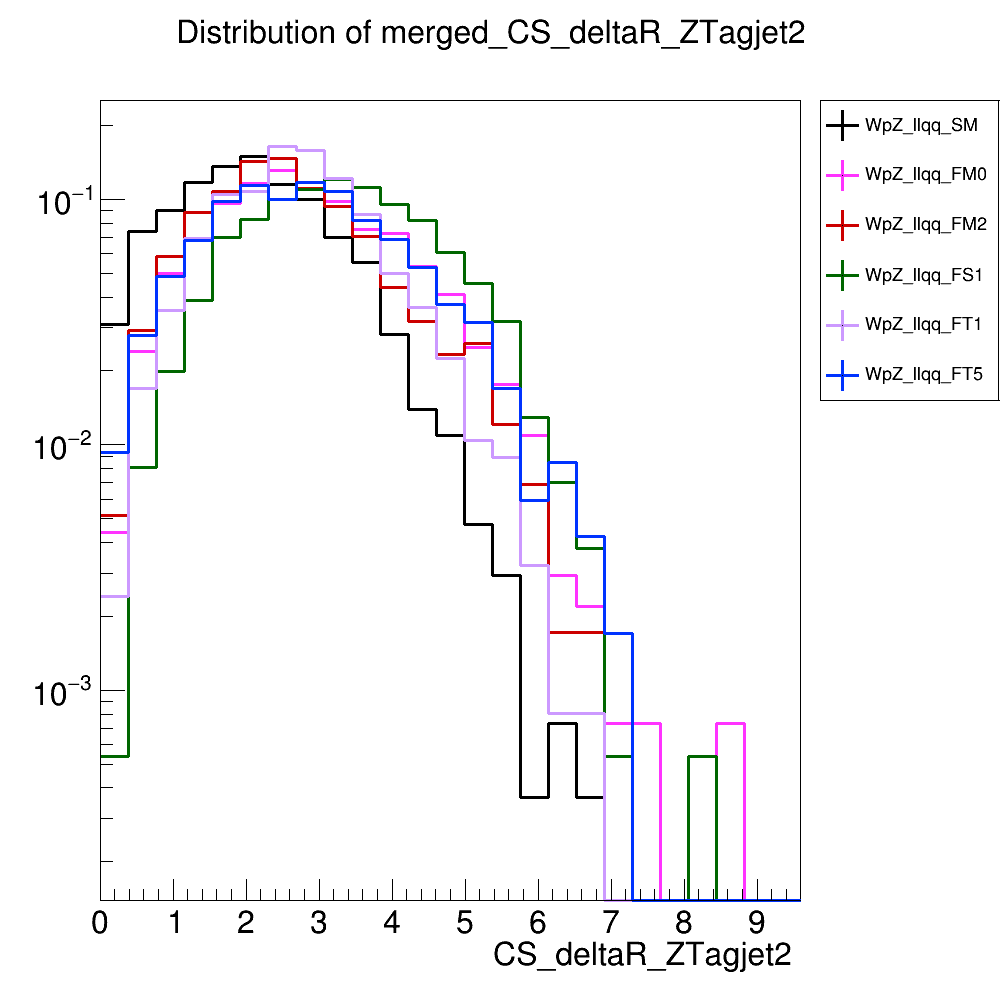 Distribution of merged_CS_deltaR_ZTagjet2
WpZ_llqq_SM
WpZ_llqq_FM0
WpZ_llqq_FM2
WpZ_llqq_FS1
WpZ_llqq_FT1
WpZ_llqq_FT5
10⁻¹
10⁻²
10⁻³
0 1 2 3 4 5 6 7 8 9
CS_deltaR_ZTagjet2